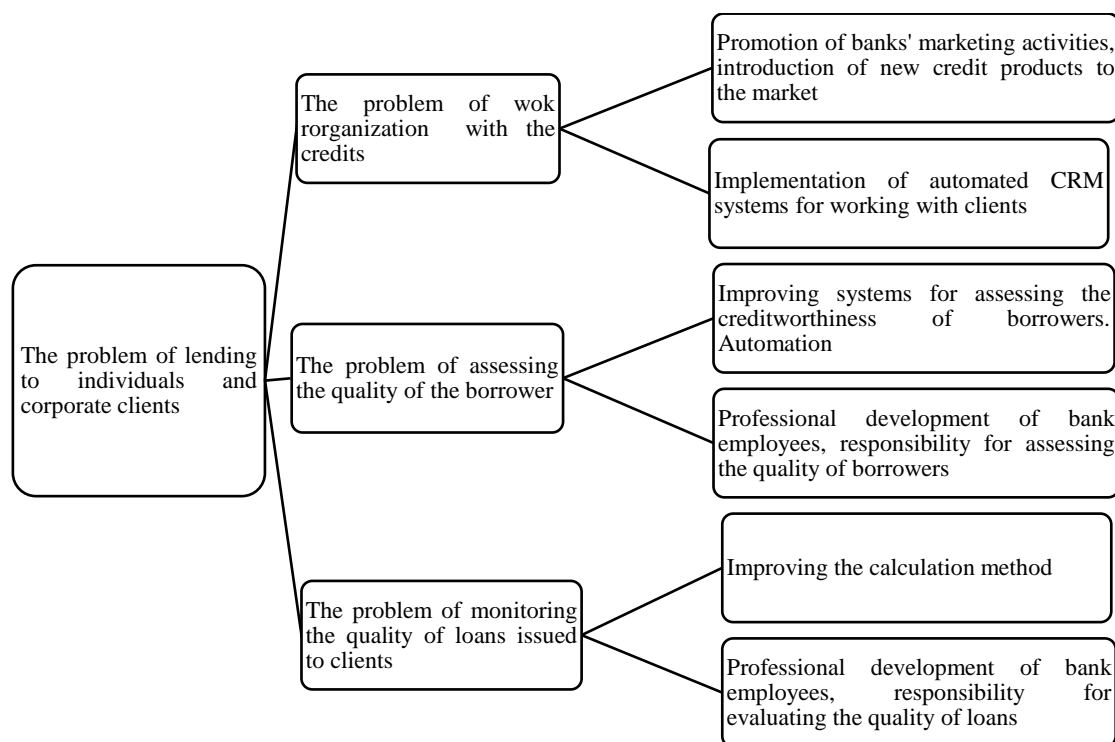 The problem of lending
to individuals and
corporate clients
The problem of wok
rorganization with the
credits
Promotion of banks' marketing activities,
introduction of new credit products to
the market
Implementation of automated CRM
systems for working with clients
The problem of assessing
the quality of the borrower
Improving systems for assessing the
creditworthiness of borrowers.
Automation
Professional development of bank
employees, responsibility for assessing
the quality of borrowers
The problem of monitoring
the quality of loans issued
to clients
Improving the calculation method
Professional development of bank
employees, responsibility for
evaluating the quality of loans